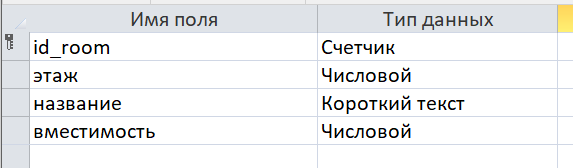 Имя поля Тип данных
id_room Счетчик
этаж Числовой
название Короткий текст
вместимость Числовой